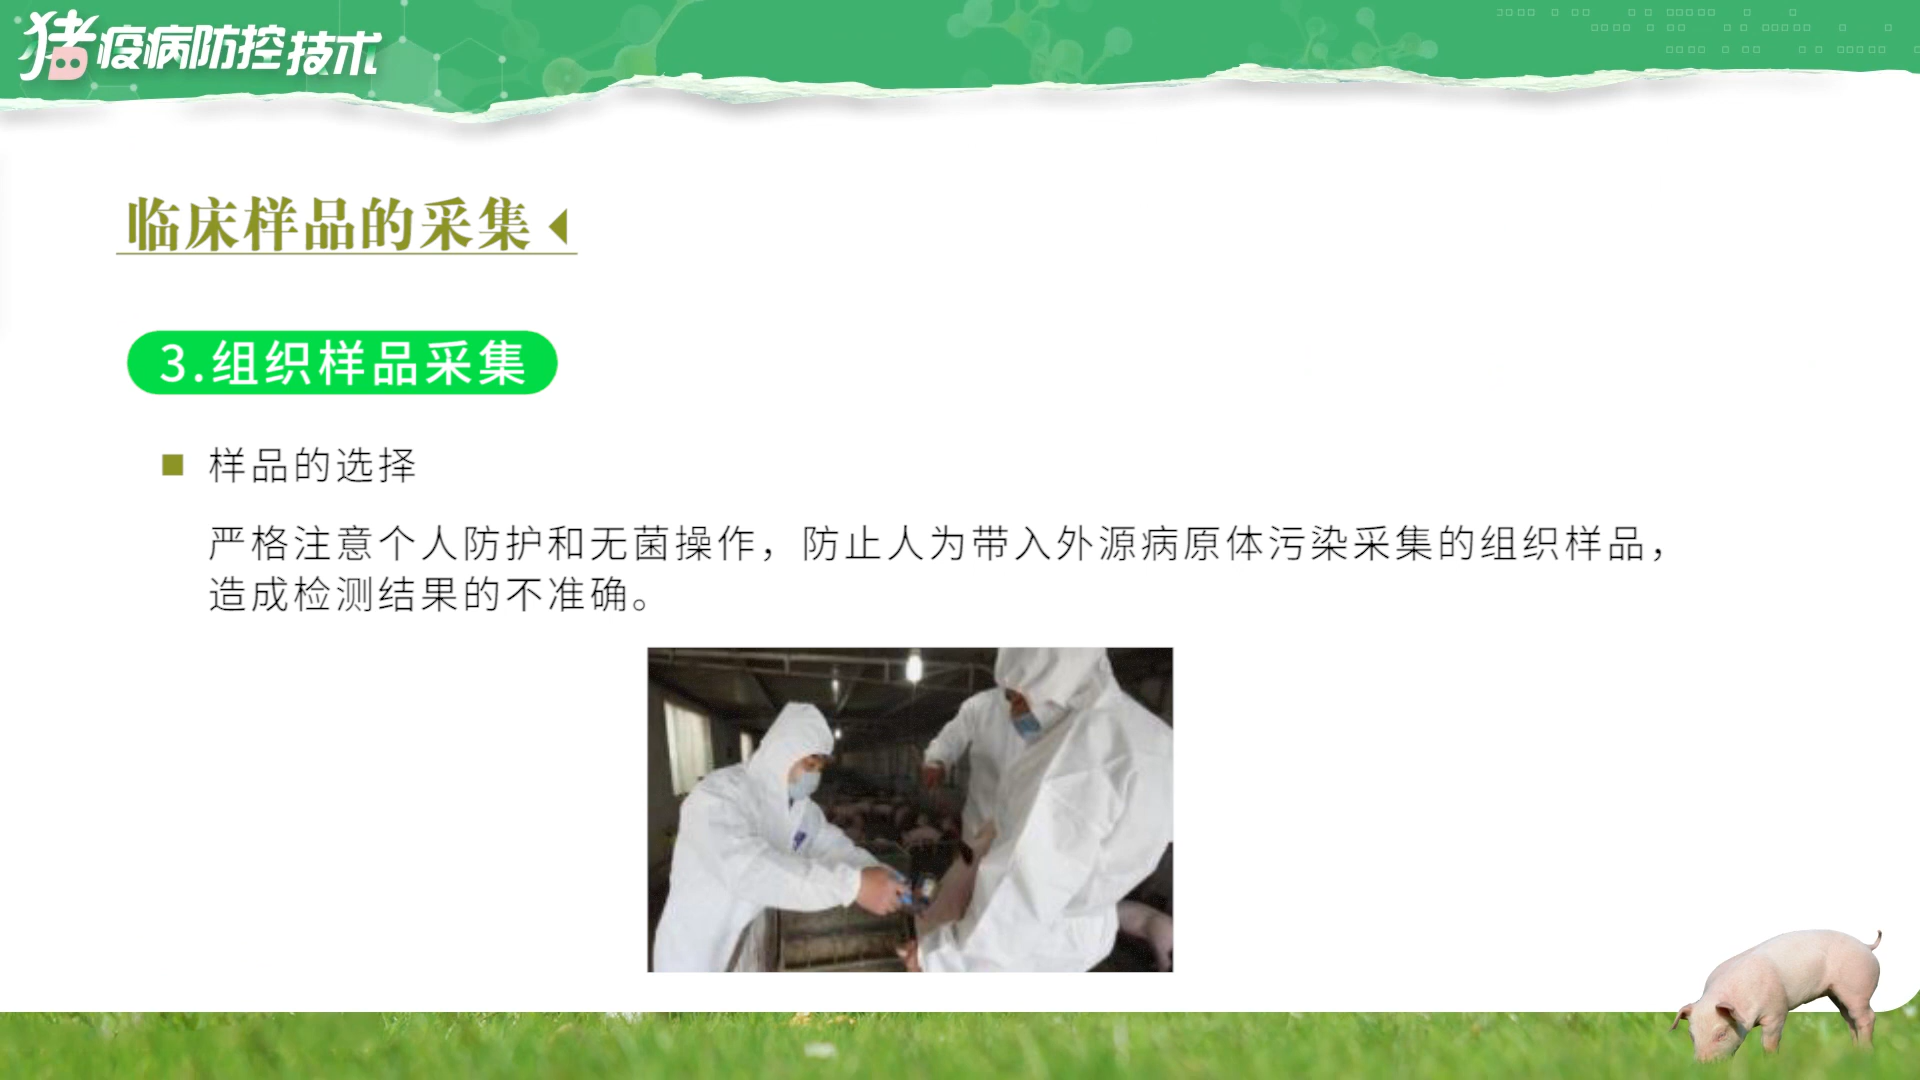 猪疫病防控技术
临床样品的采集
3.组织样品采集
样品的选择
严格注意个人防护和无菌操作，防止人为带入外源病原体污染采集的组织样品，
造成检测结果的不准确。